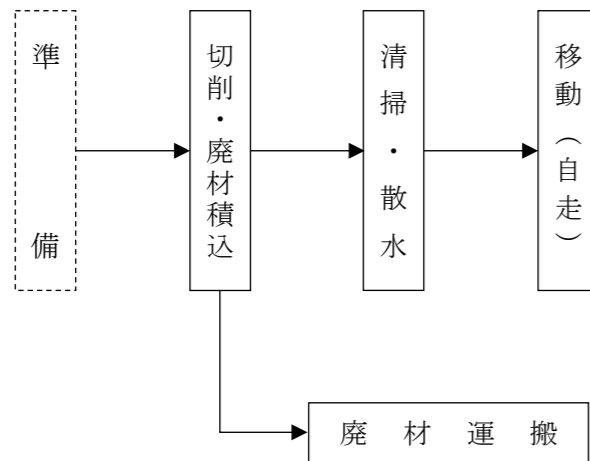 準備
切削・廃材積込
清掃・散水
移動（自走）
廃材運搬